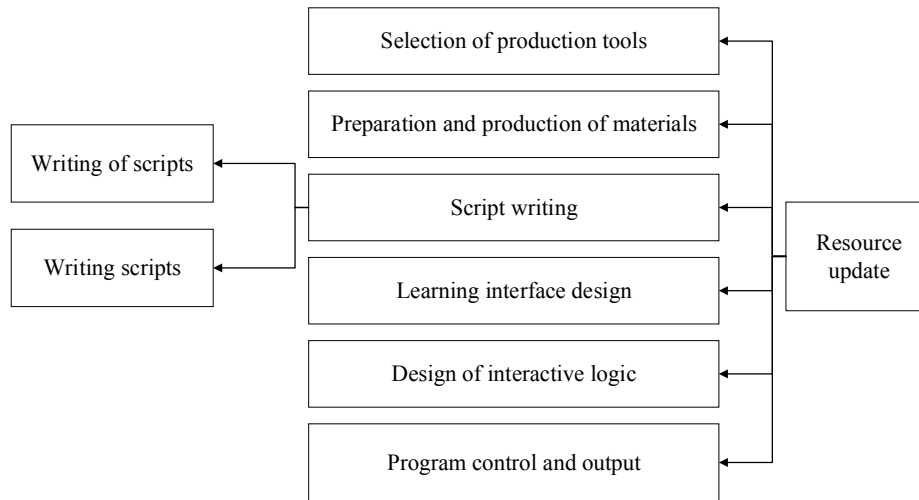 Selection of production tools
Preparation and production of materials
Writing of scripts
Script writing
Writing scripts
Resource
update
Learning interface design
Design of interactive logic
Program control and output